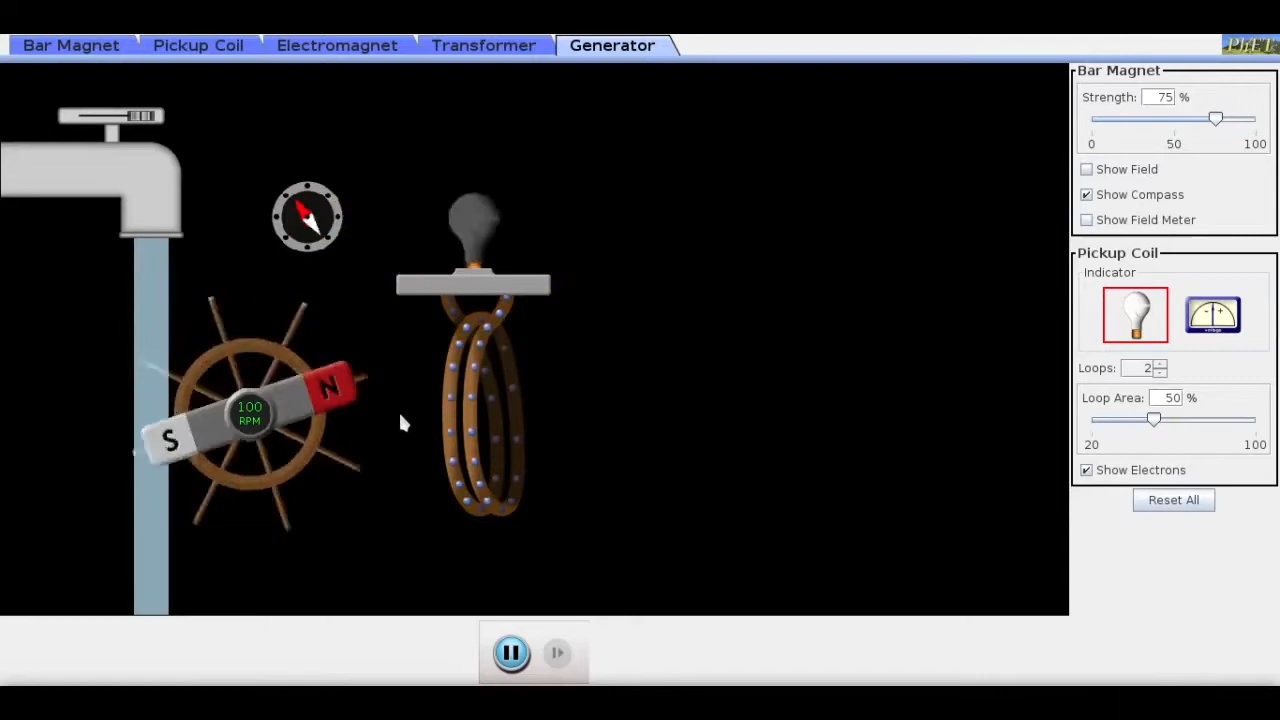 Bar Magnet
Pickup Coil
Electromagnet
Transformer
Generator
PhET
Bar Magnet
Strength: 75 %
0 50 100
Show Field
Show Compass
Show Field Meter
Pickup Coil
Indicator
- +
voltage
Loops: 2
Loop Area: 50 %
20 100
Show Electrons
Reset All
N
100
RPM
S